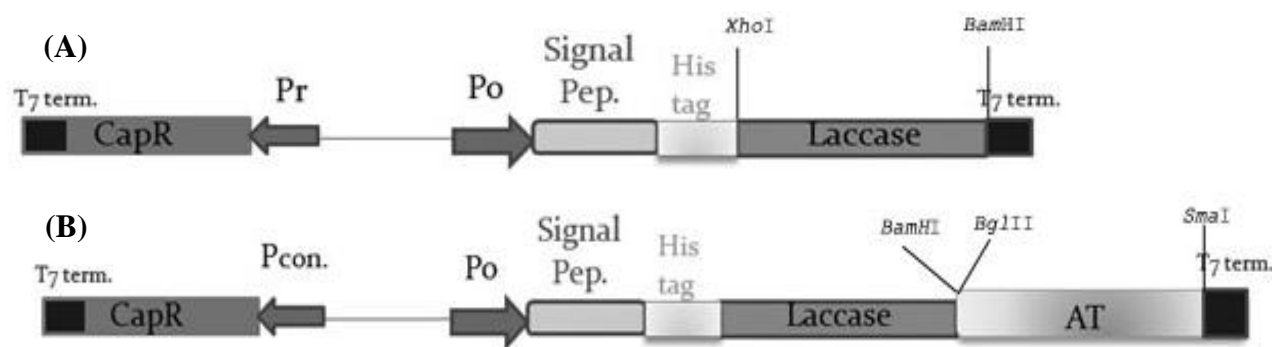 (A)
XhoI
BamHI
Signal
Pep.
His
tag
Pr
Po
T7 term.
T7 term.
CapR
Laccase
(B)
Signal
Pep.
His
tag
BamHI
BglII
SmaI
Pcon.
Po
T7 term.
T7 term.
CapR
Laccase
AT